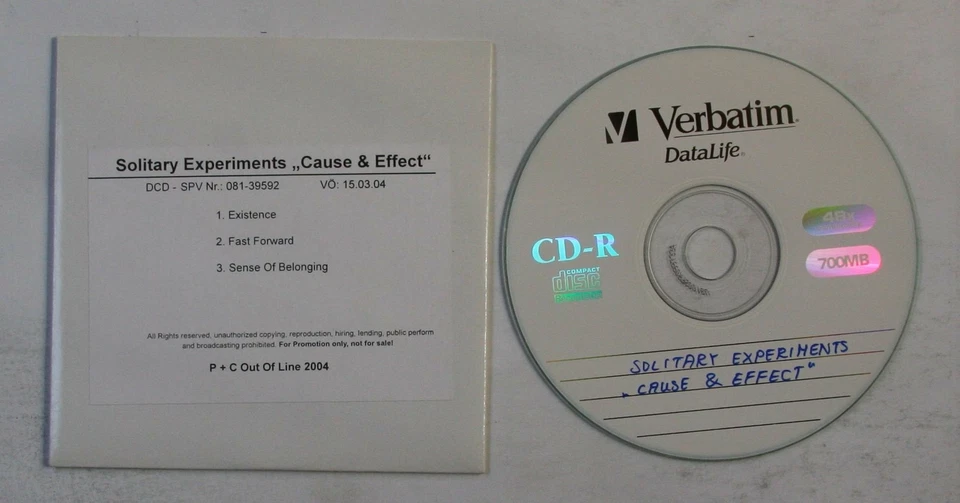 Solitary Experiments „Cause & Effect“
DCD - SPV Nr.: 081-39592 VÖ: 15.03.04
1. Existence
2. Fast Forward
3. Sense Of Belonging
All Rights reserved, unauthorized copying, reproduction, hiring, lending, public perform
and broadcasting prohibited. For Promotion only, not for sale!
P + C Out Of Line 2004
Verbatim®
DataLife®
48x
CD-R
700MB
COMPACT
disc
SOLITARY EXPERIMENTS
„CAUSE & EFFECT“